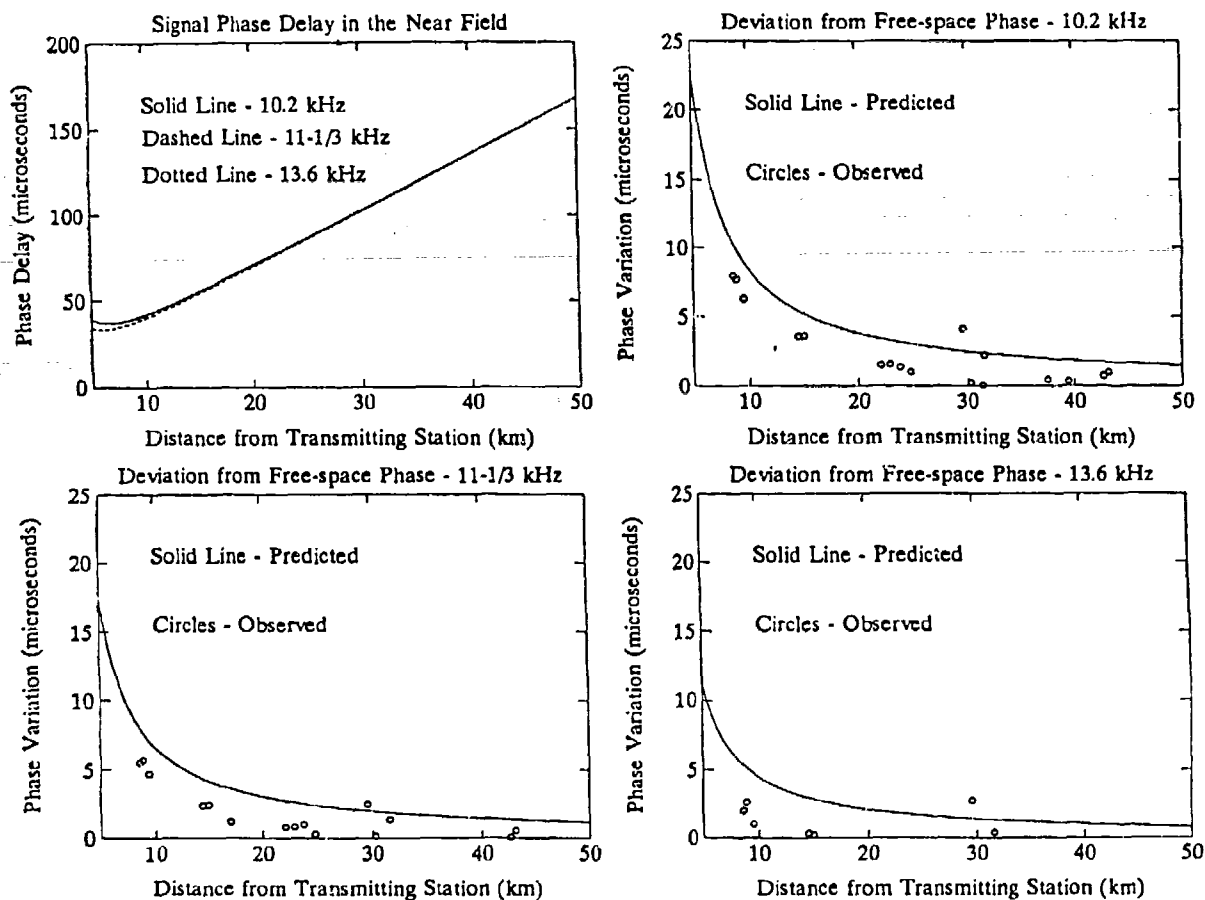 Signal Phase Delay in the Near Field
200
150
100
50
0
Phase Delay (microseconds)
Solid Line - 10.2 kHz
Dashed Line - 11-1/3 kHz
Dotted Line - 13.6 kHz
10 20 30 40 50
Distance from Transmitting Station (km)
Deviation from Free-space Phase - 10.2 kHz
25
20
15
10
5
0
Phase Variation (microseconds)
Solid Line - Predicted
Circles - Observed
10 20 30 40 50
Distance from Transmitting Station (km)
Deviation from Free-space Phase - 11-1/3 kHz
25
20
15
10
5
0
Phase Variation (microseconds)
Solid Line - Predicted
Circles - Observed
10 20 30 40 50
Distance from Transmitting Station (km)
Deviation from Free-space Phase - 13.6 kHz
25
20
15
10
5
0
Phase Variation (microseconds)
Solid Line - Predicted
Circles - Observed
10 20 30 40 50
Distance from Transmitting Station (km)